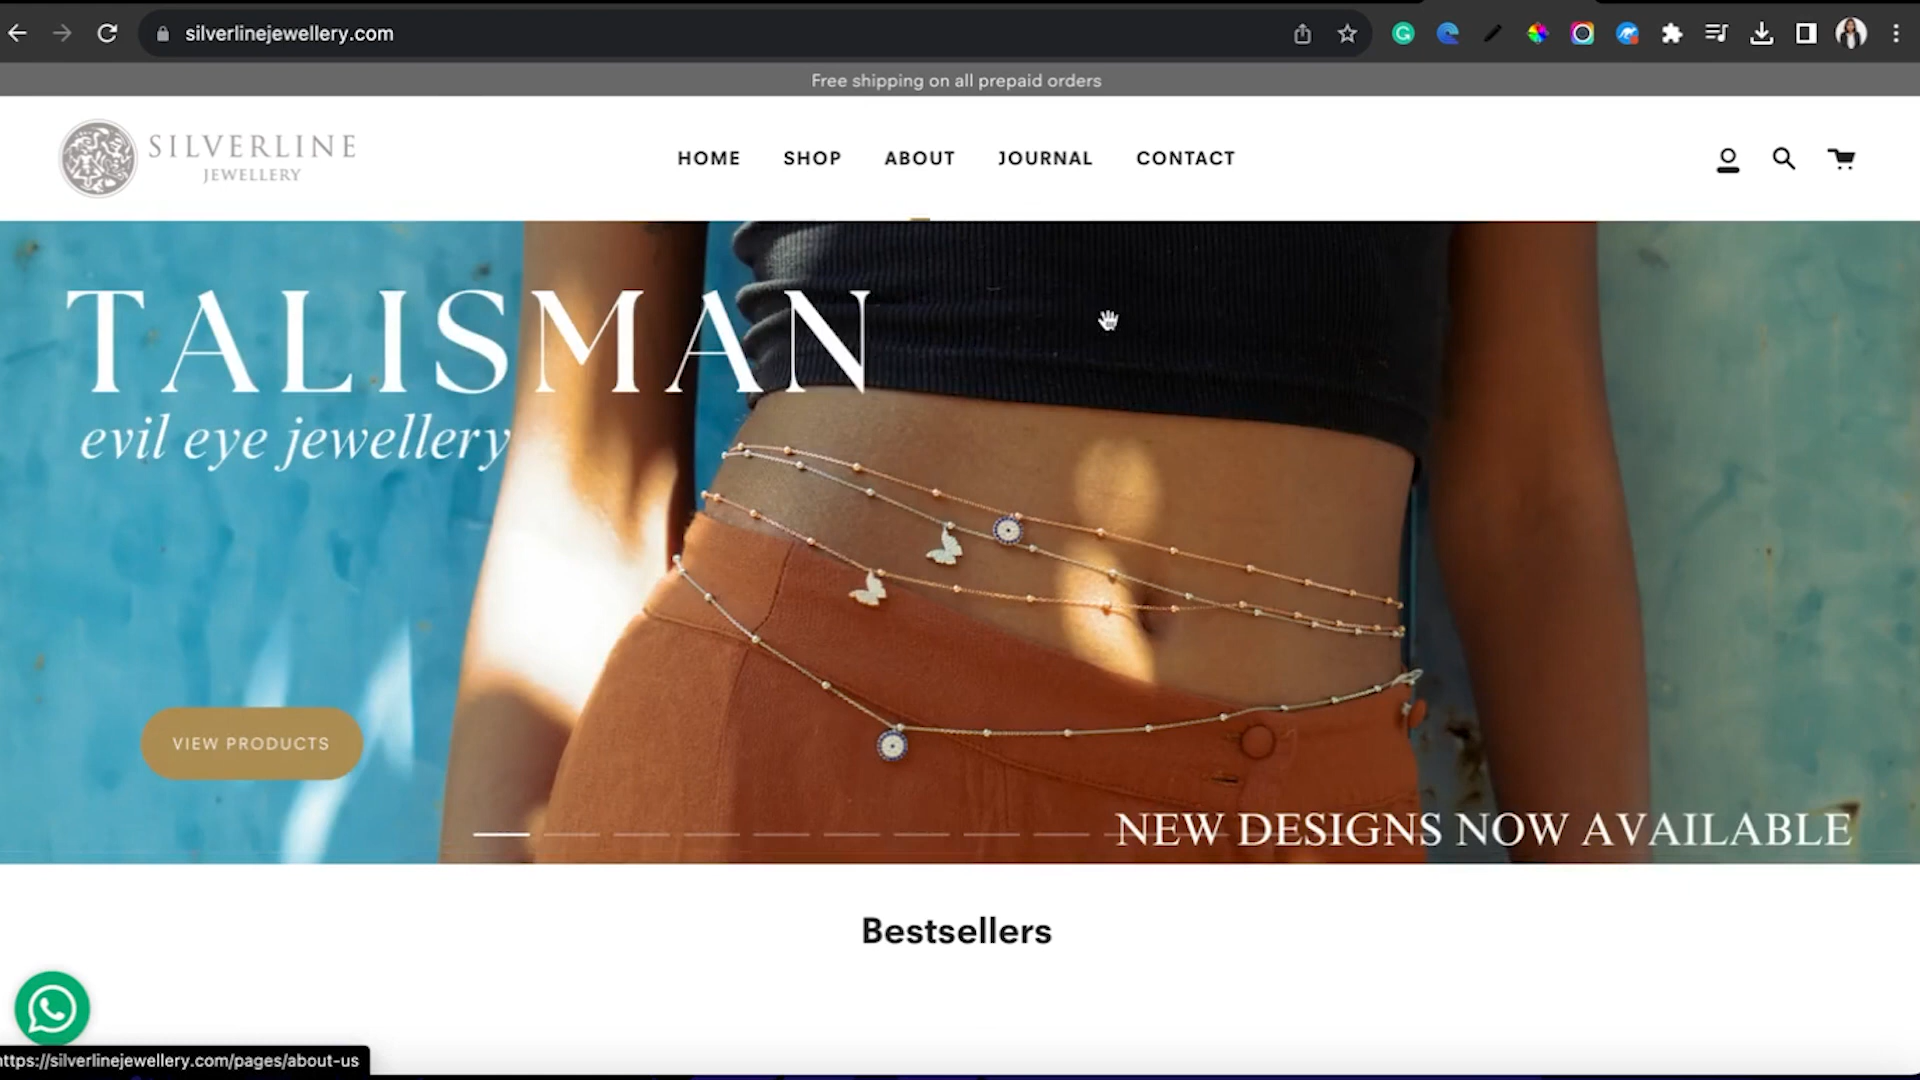 silverlinejewellery.com
Free shipping on all prepaid orders
SILVERLINE
JEWELLERY
HOME SHOP ABOUT JOURNAL CONTACT
TALISMAN
evil eye jewellery
VIEW PRODUCTS
NEW DESIGNS NOW AVAILABLE
Bestsellers
https://silverlinejewellery.com/pages/about-us